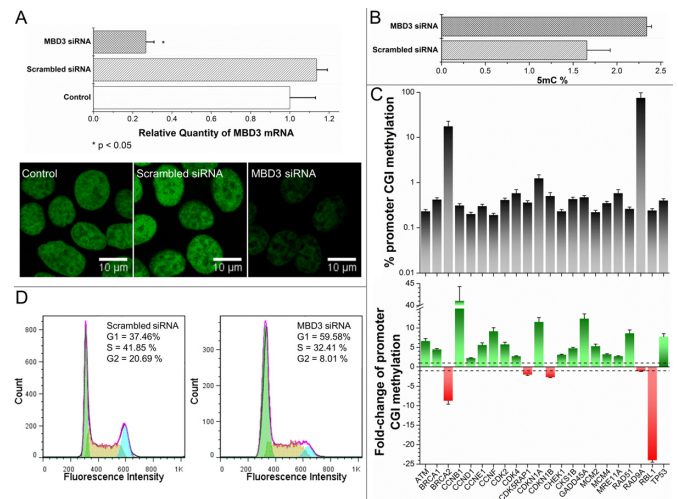 A
MBD3 siRNA
*
Scrambled siRNA
Control
0.0 0.2 0.4 0.6 0.8 1.0 1.2
Relative Quantity of MBD3 mRNA
* p < 0.05
Control
Scrambled siRNA
MBD3 siRNA
10 µm
10 µm
10 µm
B
MBD3 siRNA
Scrambled siRNA
0.0 0.5 1.0 1.5 2.0 2.5
5mC %
C
% promoter CGI methylation
100
10
1
0.1
0.01
Fold-change of promoter
CGI methylation
45
40
15
10
5
0
-5
-10
-15
-20
-25
ATM
BRCA1
BRCA2
CCNB1
CCND1
CCNE1
CCNF
CDK2
CDK4
CDK5RAP1
CDKN1A
CDKN1B
CHEK1
CKS1B
GADD45A
MCM2
MCM4
MRE11A
RAD51
RAD9A
RBL1
TP53
D
Scrambled siRNA
G1 = 37.46%
S = 41.85 %
G2 = 20.69 %
Count
800
600
400
200
0
0 200 400 600 800 1K
Fluorescence Intensity
MBD3 siRNA
G1 = 59.58%
S = 32.41 %
G2 = 8.01 %
Count
300
200
100
0
0 200 400 600 800 1K
Fluorescence Intensity